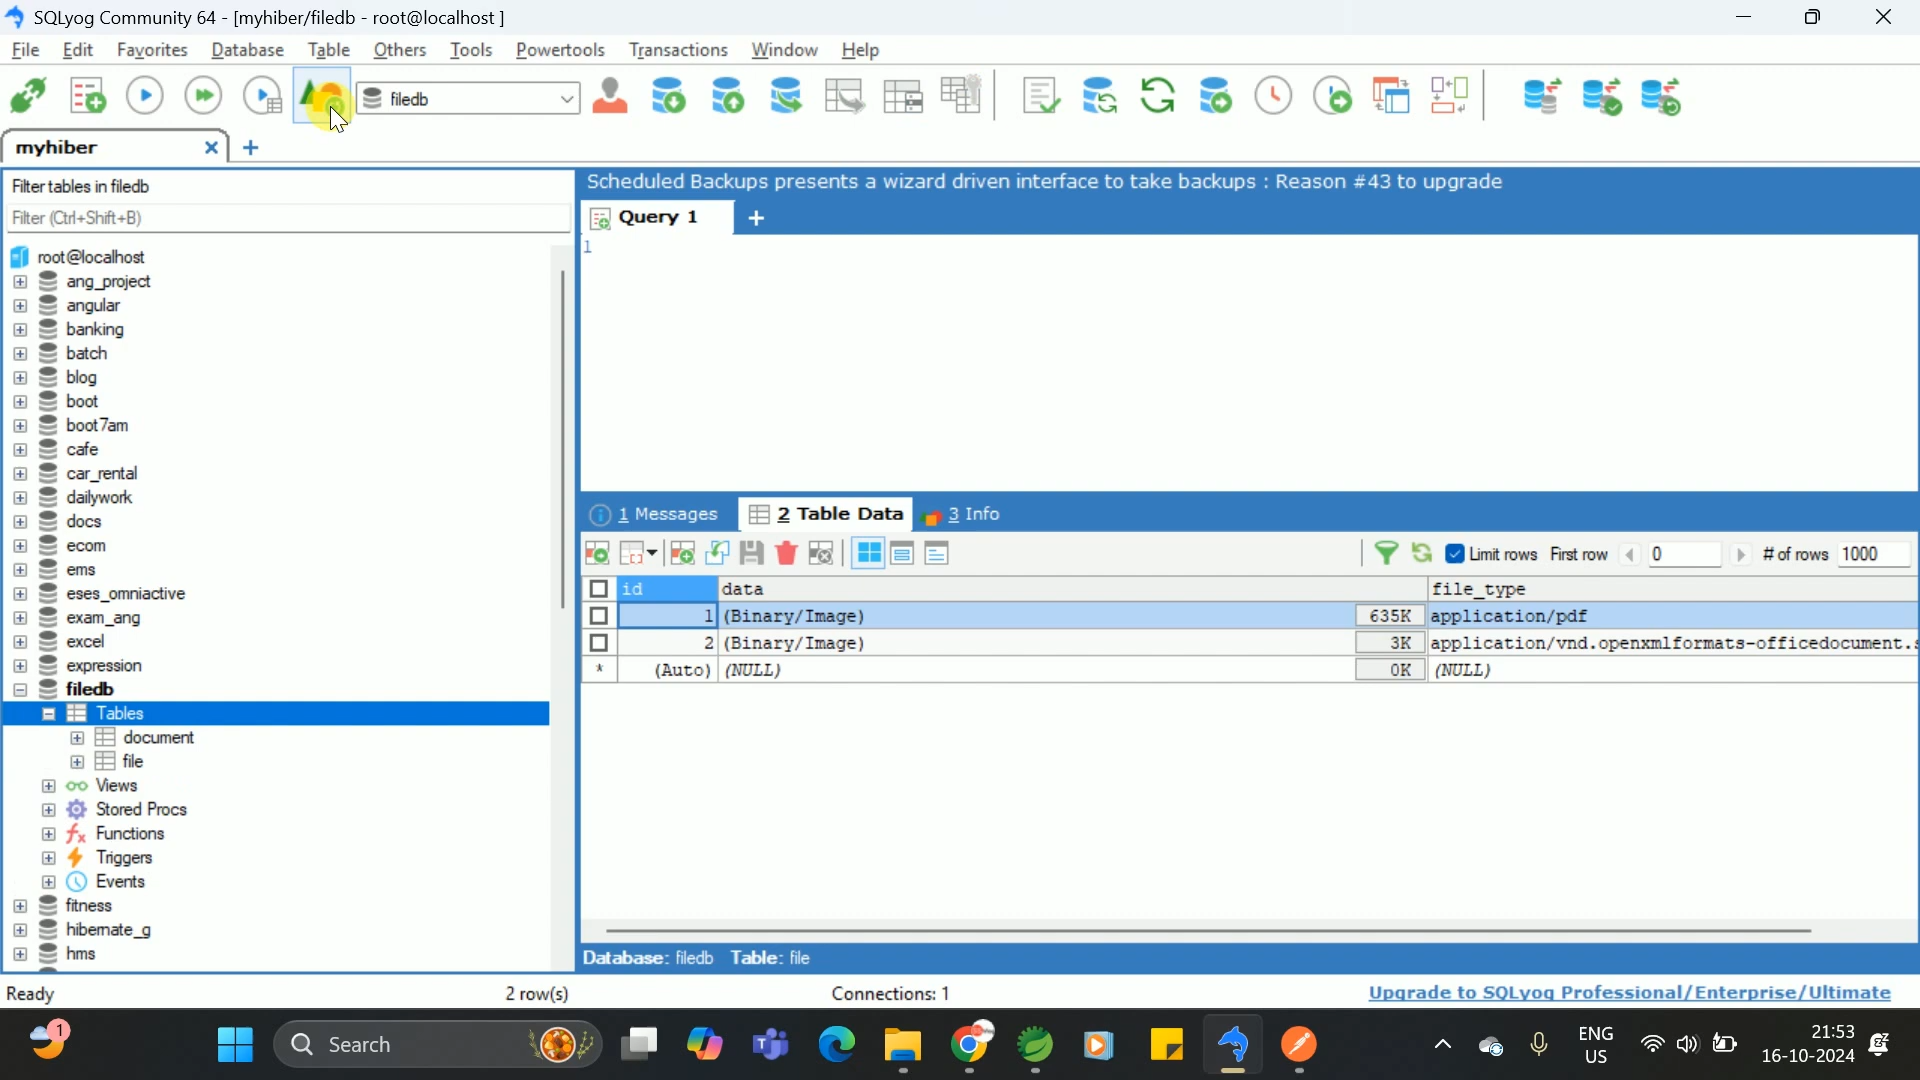 SQLyog Community 64 - [myhiber/filedb - root@localhost ]
File Edit Favorites Database Table Others Tools Powertools Transactions Window Help
filedb
myhiber
Filter tables in filedb
Filter (Ctrl+Shift+B)
root@localhost
ang_project
angular
banking
batch
blog
boot
boot7am
cafe
car_rental
dailywork
docs
ecom
ems
eses_omniactive
exam_ang
excel
expression
filedb
Tables
document
file
Views
Stored Procs
Functions
Triggers
Events
fitness
hibernate_g
hms
Scheduled Backups presents a wizard driven interface to take backups : Reason #43 to upgrade
Query 1
1
1 Messages 2 Table Data 3 Info
Limit rows First row 0 # of rows 1000
id data file_type
1 (Binary/Image) 635K application/pdf
2 (Binary/Image) 3K application/vnd.openxmlformats-officedocument.s
* (Auto) (NULL) 0K (NULL)
Database: filedb Table: file
Ready 2 row(s) Connections: 1 Upgrade to SQLyog Professional/Enterprise/Ultimate
1 Search ENG US 21:53 16-10-2024